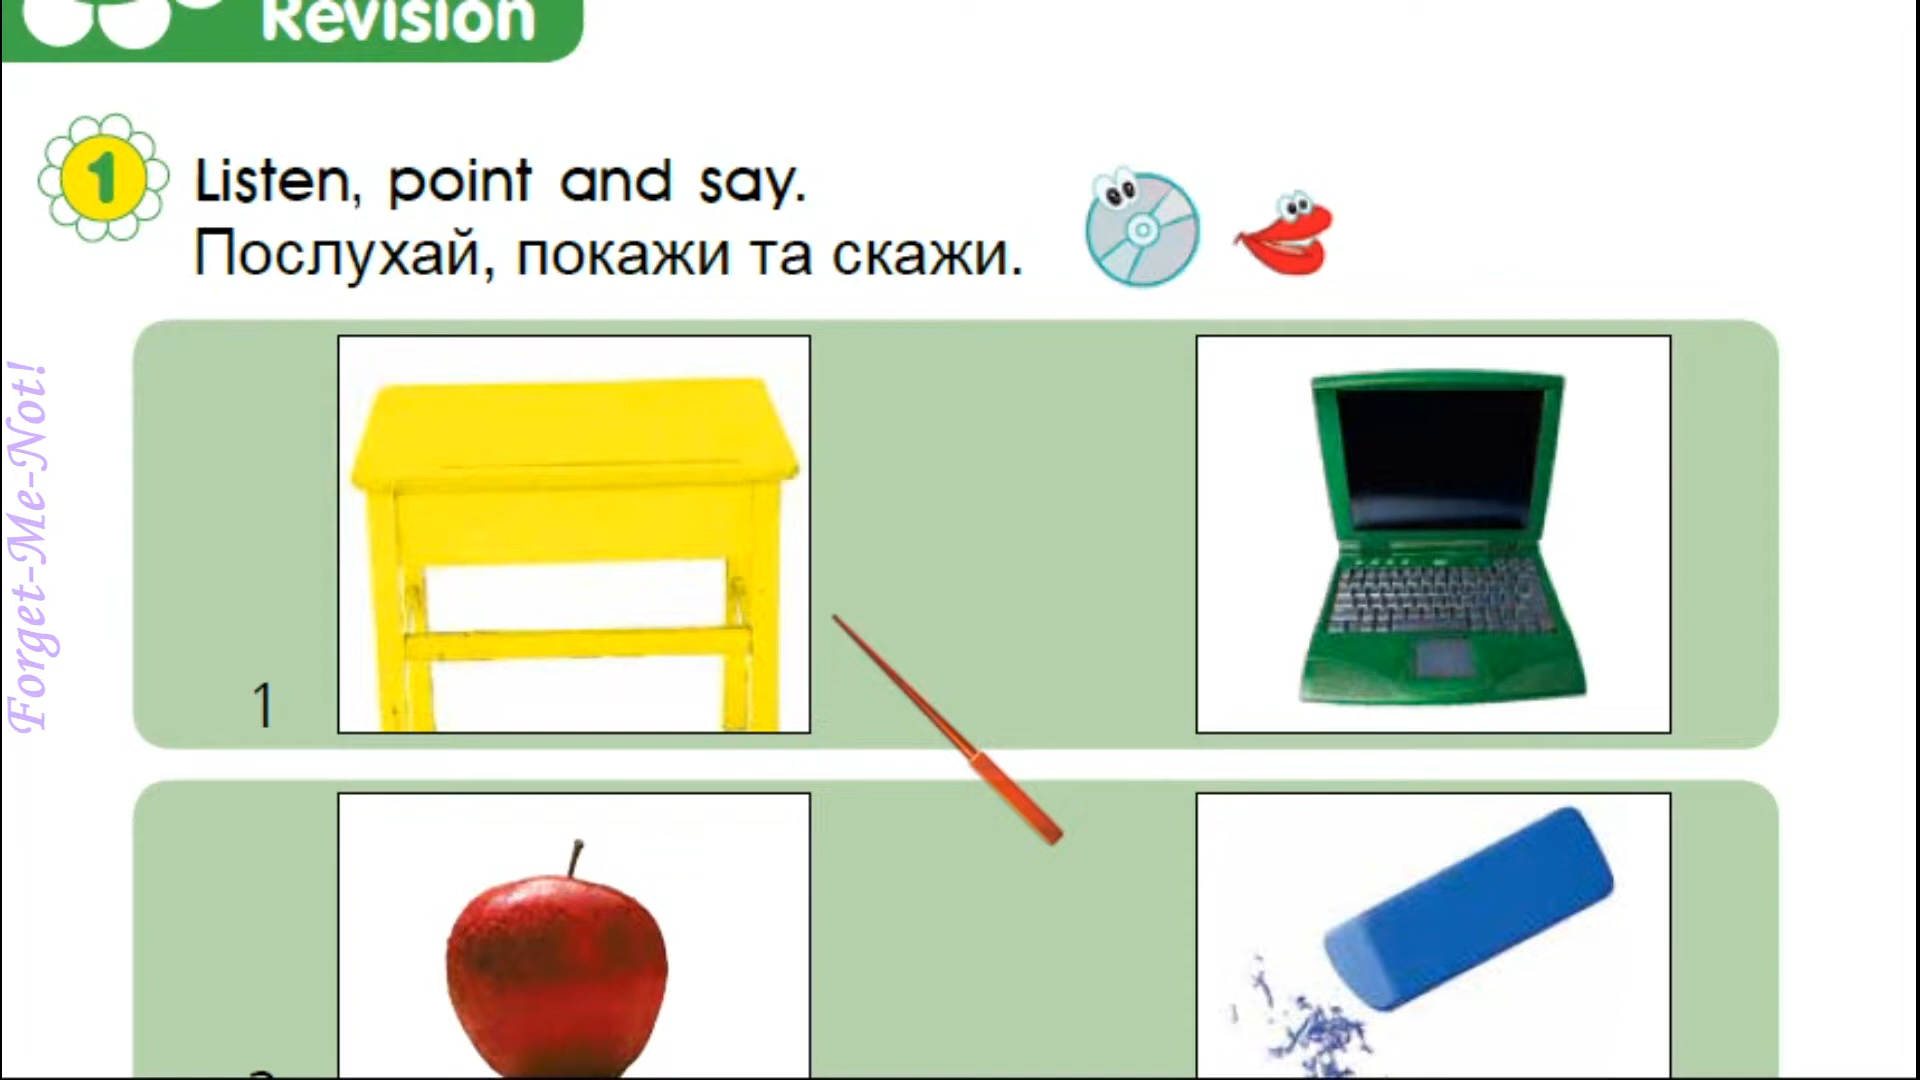 Revision
1
Listen, point and say.
Послухай, покажи та скажи.
Forget-Me-Not!
1